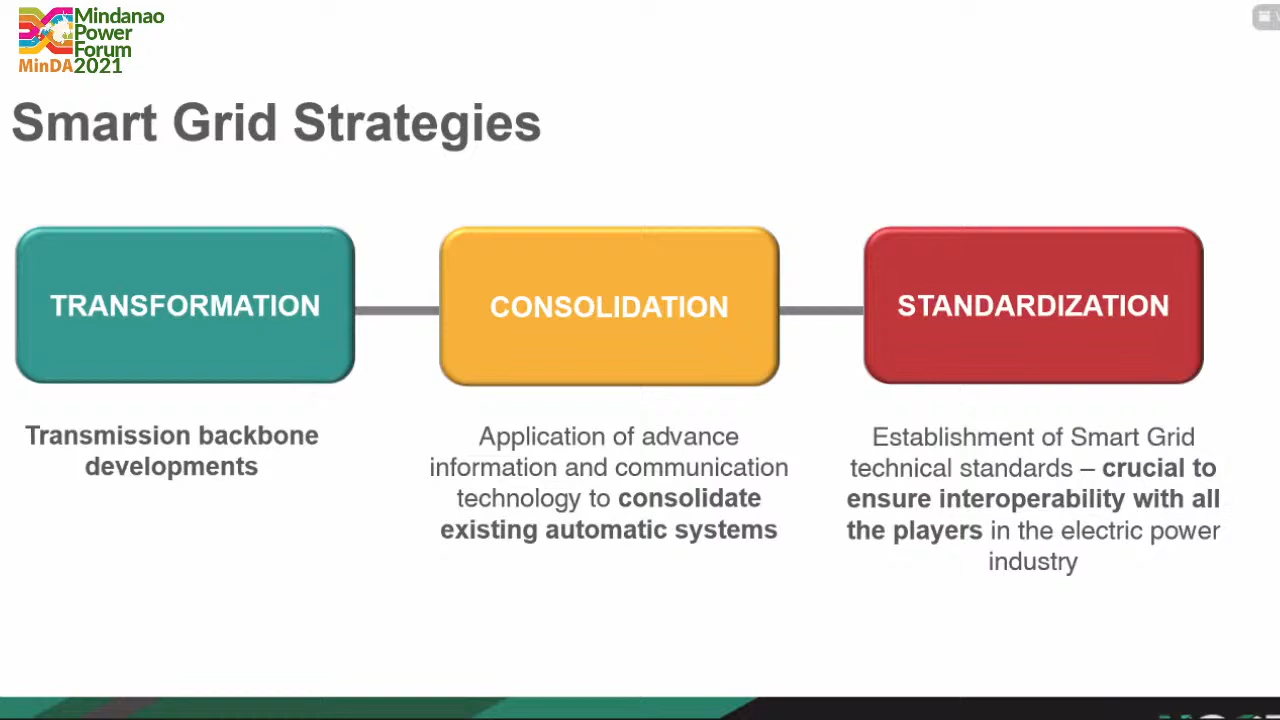 Mindanao
Power
Forum
MinDA2021
Smart Grid Strategies
TRANSFORMATION
CONSOLIDATION
STANDARDIZATION
Transmission backbone
developments
Application of advance
information and communication
technology to consolidate
existing automatic systems
Establishment of Smart Grid
technical standards – crucial to
ensure interoperability with all
the players in the electric power
industry